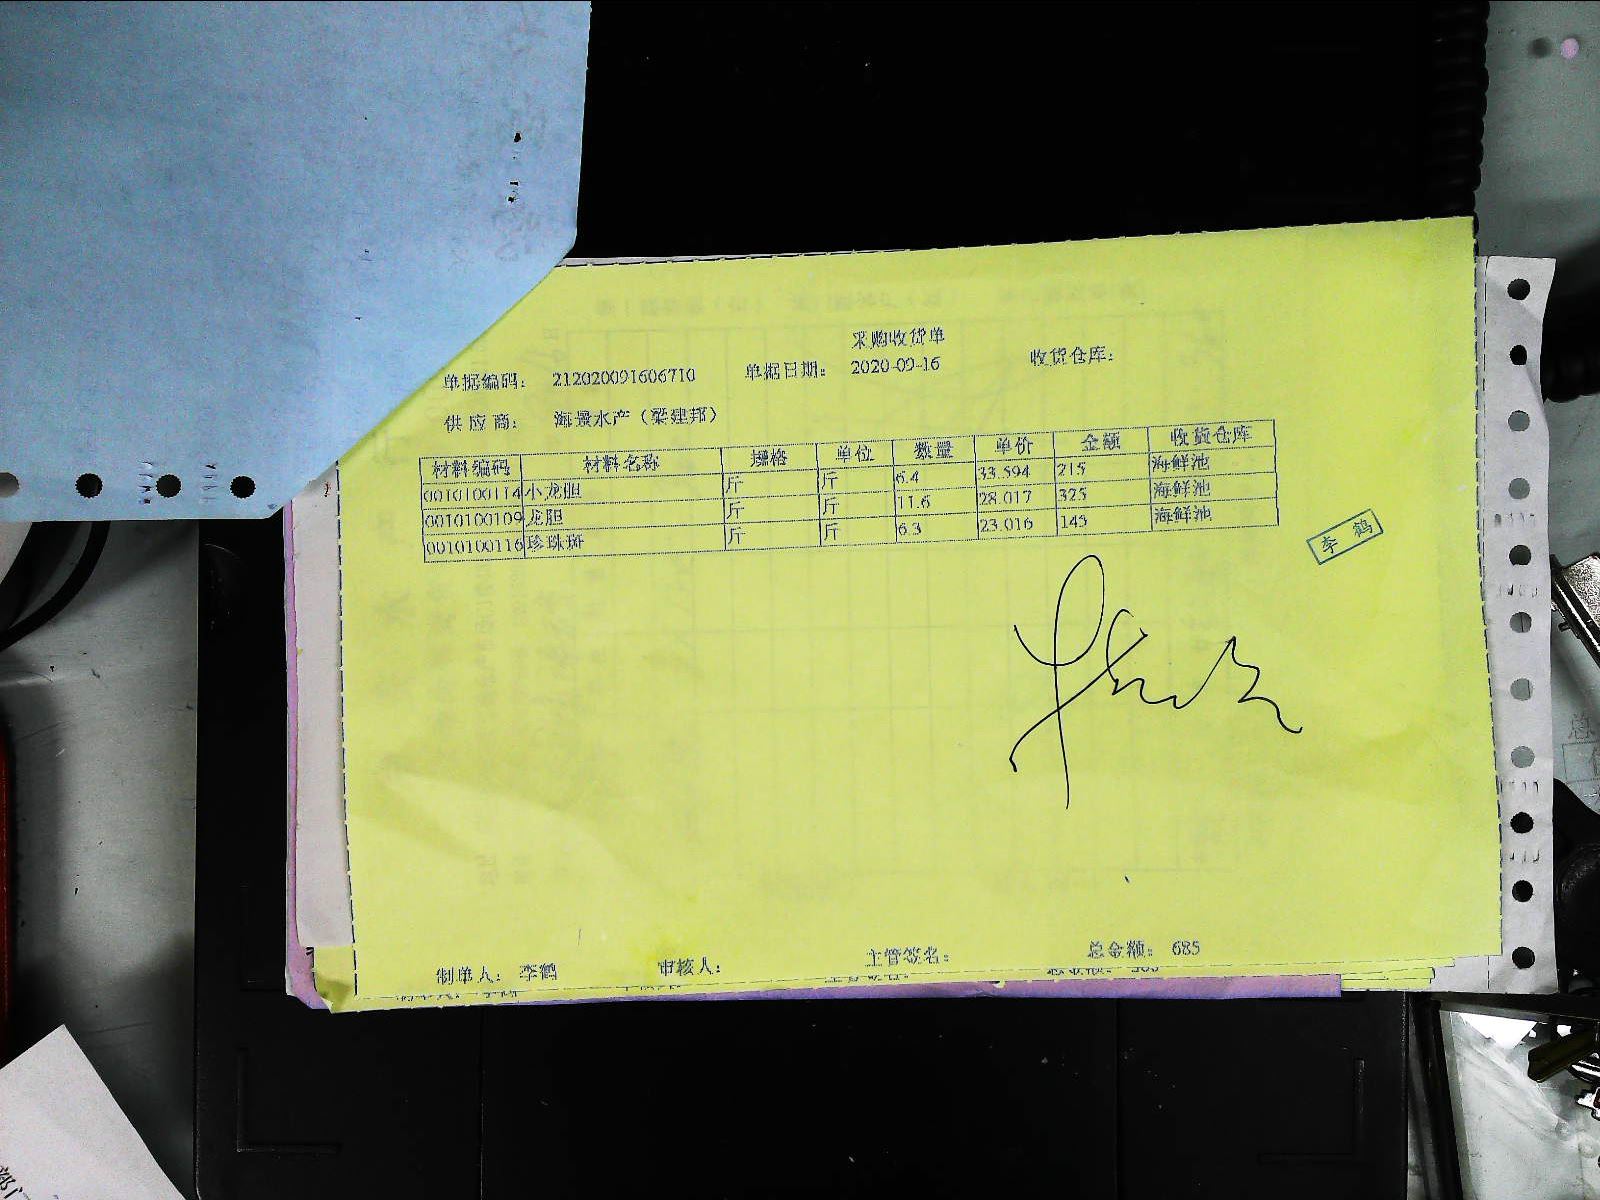 采购收货单
单据编码： 212020091606710 单据日期： 2020-09-16 收货仓库：
供应商： 海景水产（梁建邦）
材料编码 材料名称 规格 单位 数量 单价 金额 收货仓库
0010100114 小龙胆 斤 斤 6.4 33.594 215 海鲜池
0010100109 龙胆 斤 斤 11.6 28.017 325 海鲜池
0010100116 珍珠斑 斤 斤 6.3 23.016 145 海鲜池
李鹤
制单人： 李鹤 审核人： 主管签名： 总金额： 685